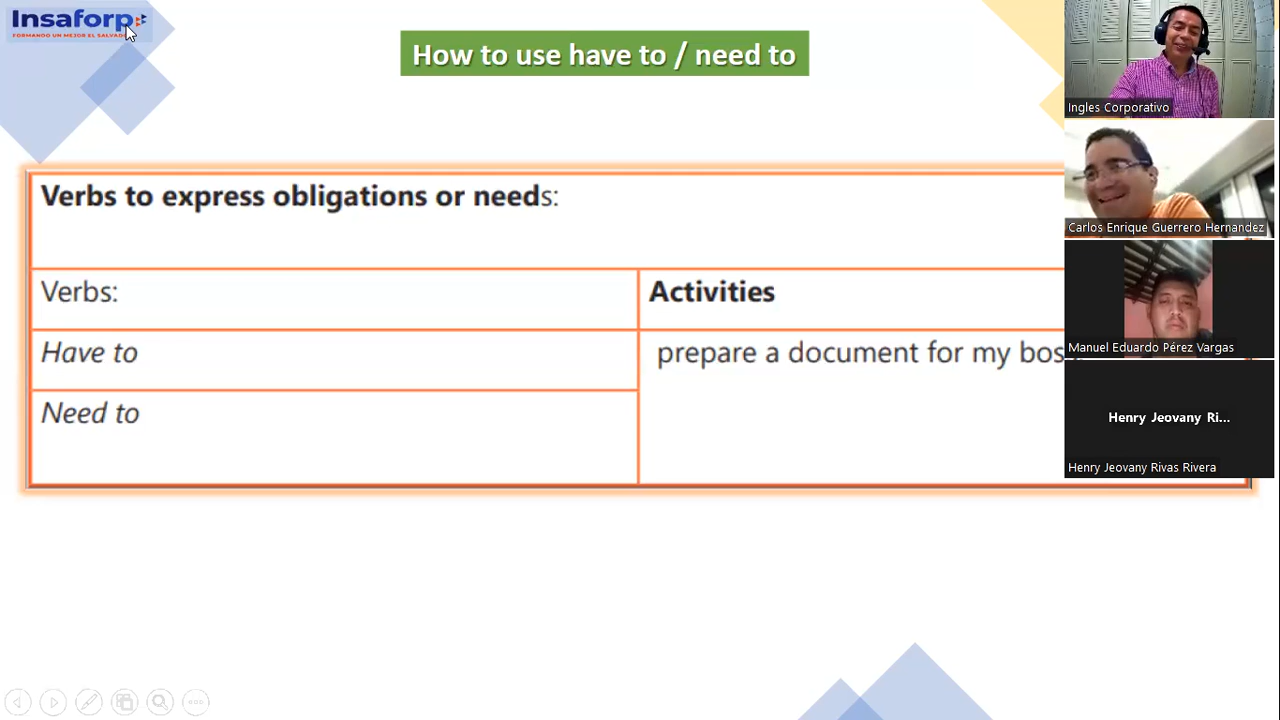 Insaforp
FORMANDO UN MEJOR EL SALVADOR
How to use have to / need to
Verbs to express obligations or needs:
Verbs:
Activities
Have to
prepare a document for my bos
Need to
Ingles Corporativo
Carlos Enrique Guerrero Hernandez
Manuel Eduardo Pérez Vargas
Henry Jeovany Ri...
Henry Jeovany Rivas Rivera